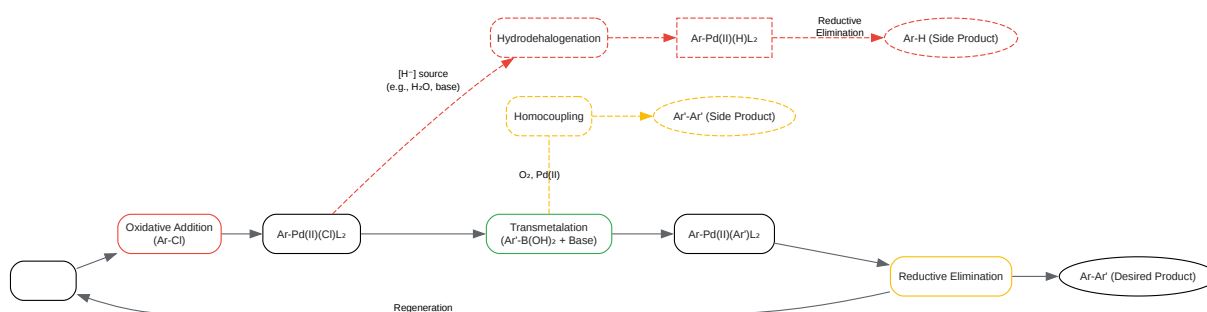 Reductive
Elimination
Hydrodehalogenation
Ar-Pd(II)(H)L₂
Ar-H (Side Product)
[H⁻] source
(e.g., H₂O, base)
Homocoupling
Ar'-Ar' (Side Product)
O₂, Pd(II)
Oxidative Addition
(Ar-Cl)
Ar-Pd(II)(Cl)L₂
Transmetalation
(Ar'-B(OH)₂ + Base)
Ar-Pd(II)(Ar')L₂
Reductive Elimination
Ar-Ar' (Desired Product)
Regeneration